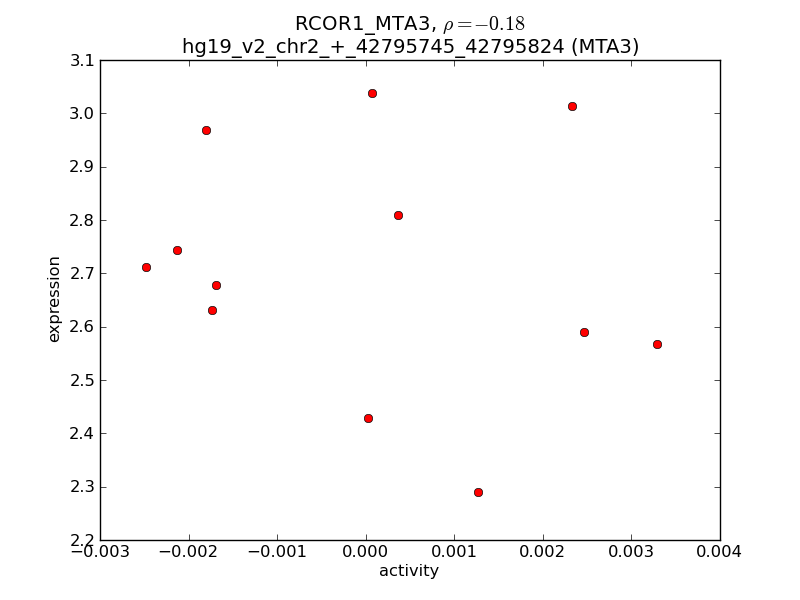 RCOR1_MTA3, ρ = −0.18
hg19_v2_chr2_+_42795745_42795824 (MTA3)
3.1
3.0
2.9
2.8
2.7
2.6
2.5
2.4
2.3
2.2
expression
−0.003 −0.002 −0.001 0.000 0.001 0.002 0.003 0.004
activity